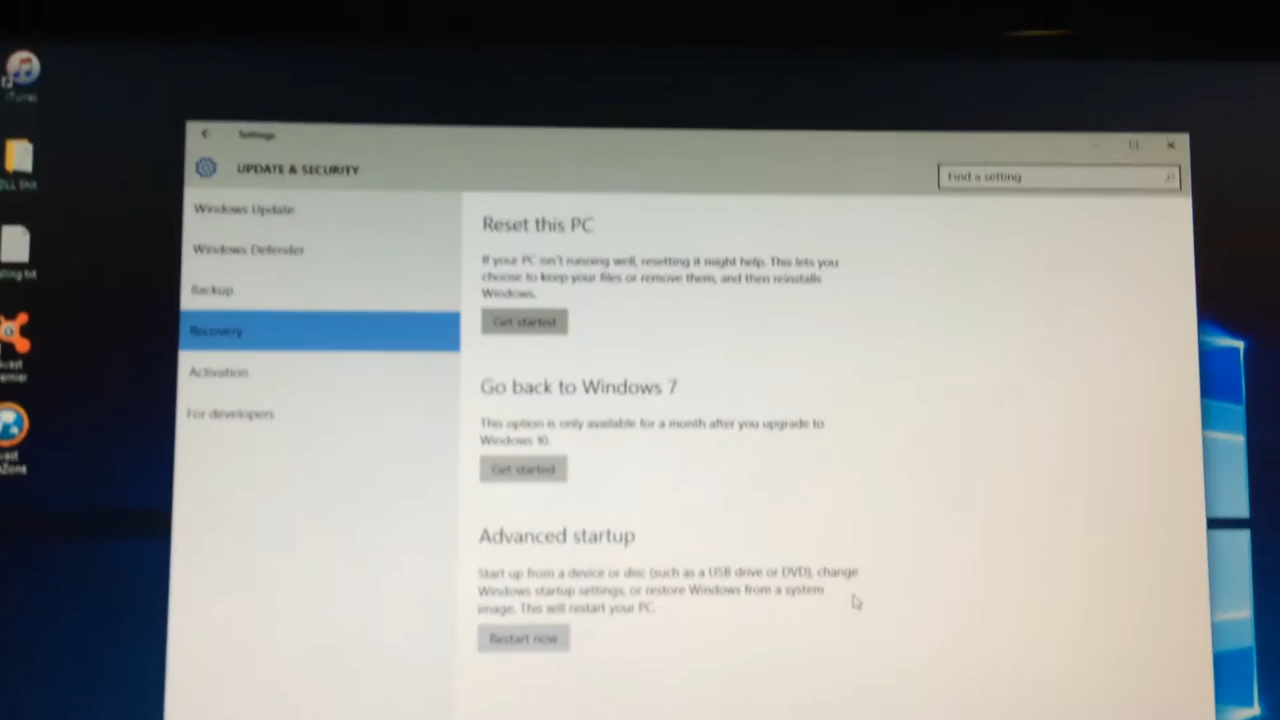 iTunes
Settings
UPDATE & SECURITY
Find a setting
Windows Update
Windows Defender
Backup
Recovery
Activation
For developers
Reset this PC
If your PC isn't running well, resetting it might help. This lets you
choose to keep your files or remove them, and then reinstalls
Windows.
Get started
Go back to Windows 7
This option is only available for a month after you upgrade to
Windows 10.
Get started
Advanced startup
Start up from a device or disc (such as a USB drive or DVD), change
Windows startup settings, or restore Windows from a system
image. This will restart your PC.
Restart now